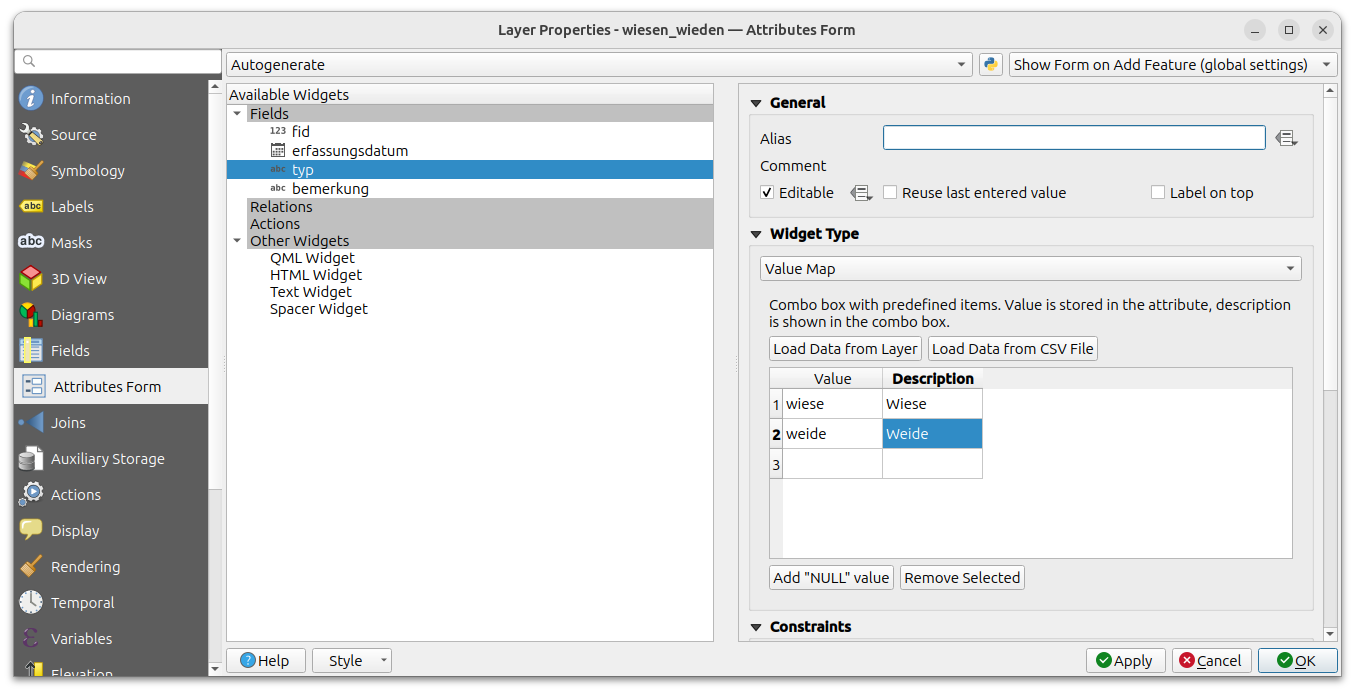 Layer Properties - wiesen_wieden — Attributes Form
Autogenerate
Show Form on Add Feature (global settings)
Information
Source
Symbology
abc Labels
abc Masks
3D View
Diagrams
Fields
Attributes Form
Joins
Auxiliary Storage
Actions
Display
Rendering
Temporal
ε Variables
Elevation
Available Widgets
Fields
123 fid
erfassungsdatum
abc typ
abc bemerkung
Relations
Actions
Other Widgets
QML Widget
HTML Widget
Text Widget
Spacer Widget
General
Alias
Comment
Editable
Reuse last entered value
Label on top
Widget Type
Value Map
Combo box with predefined items. Value is stored in the attribute, description
is shown in the combo box.
Load Data from Layer Load Data from CSV File
Value Description
1 wiese Wiese
2 weide Weide
3
Add "NULL" value Remove Selected
Constraints
? Help Style Apply Cancel OK